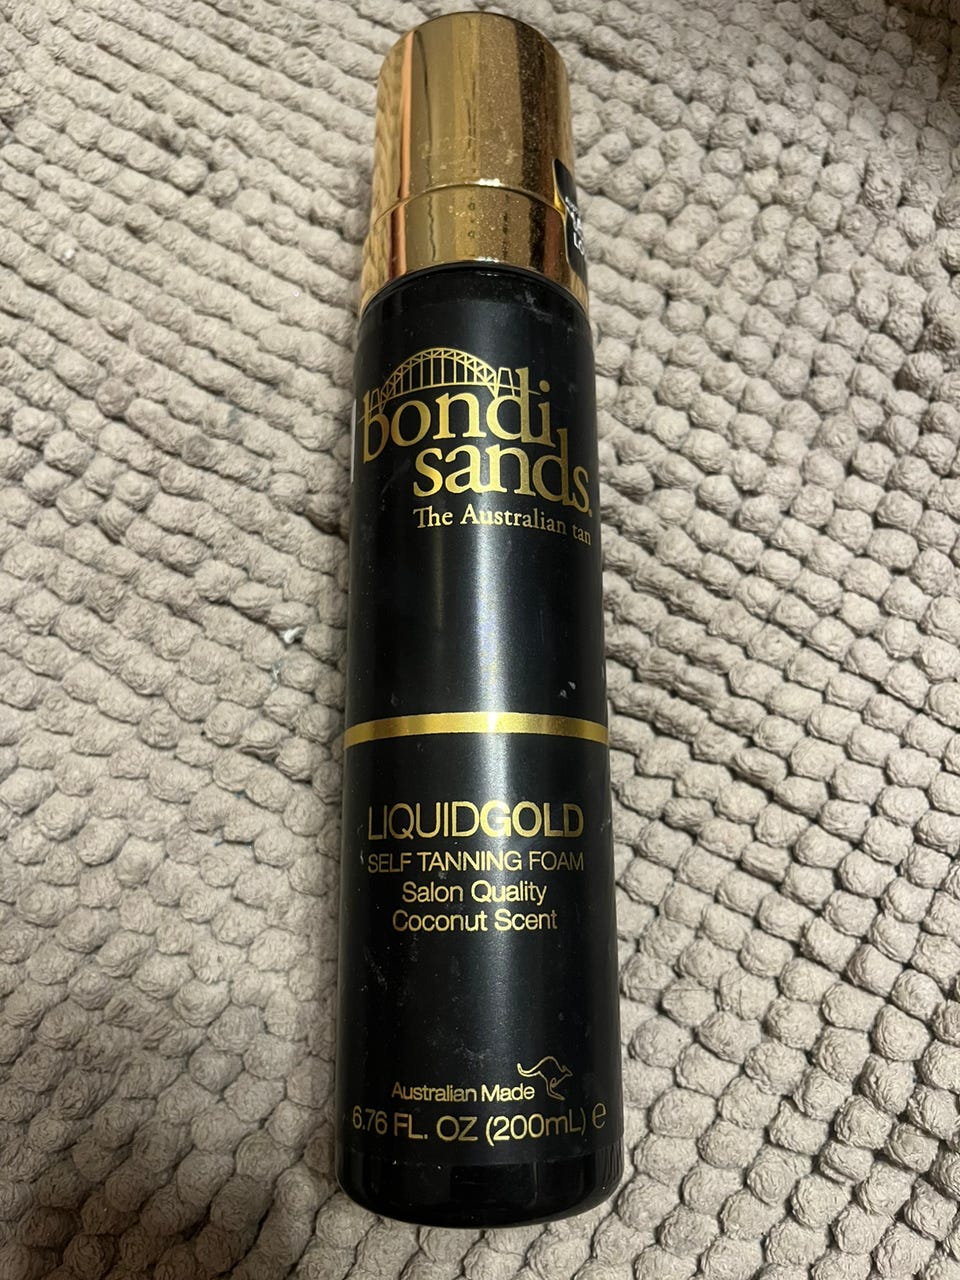 bondi
sands.
The Australian tan
LIQUIDGOLD
SELF TANNING FOAM
Salon Quality
Coconut Scent
Australian Made
6.76 FL. OZ (200mL) e